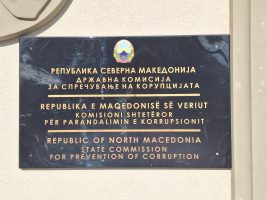 РЕПУБЛИКА СЕВЕРНА МАКЕДОНИЈА
ДРЖАВНА КОМИСИЈА
ЗА СПРЕЧУВАЊЕ НА КОРУПЦИЈАТА
REPUBLIKA E MAQEDONISË SË VERIUT
KOMISIONI SHTETËROR
PËR PARANDALIMIN E KORRUPSIONIT
REPUBLIC OF NORTH MACEDONIA
STATE COMMISSION
FOR PREVENTION OF CORRUPTION